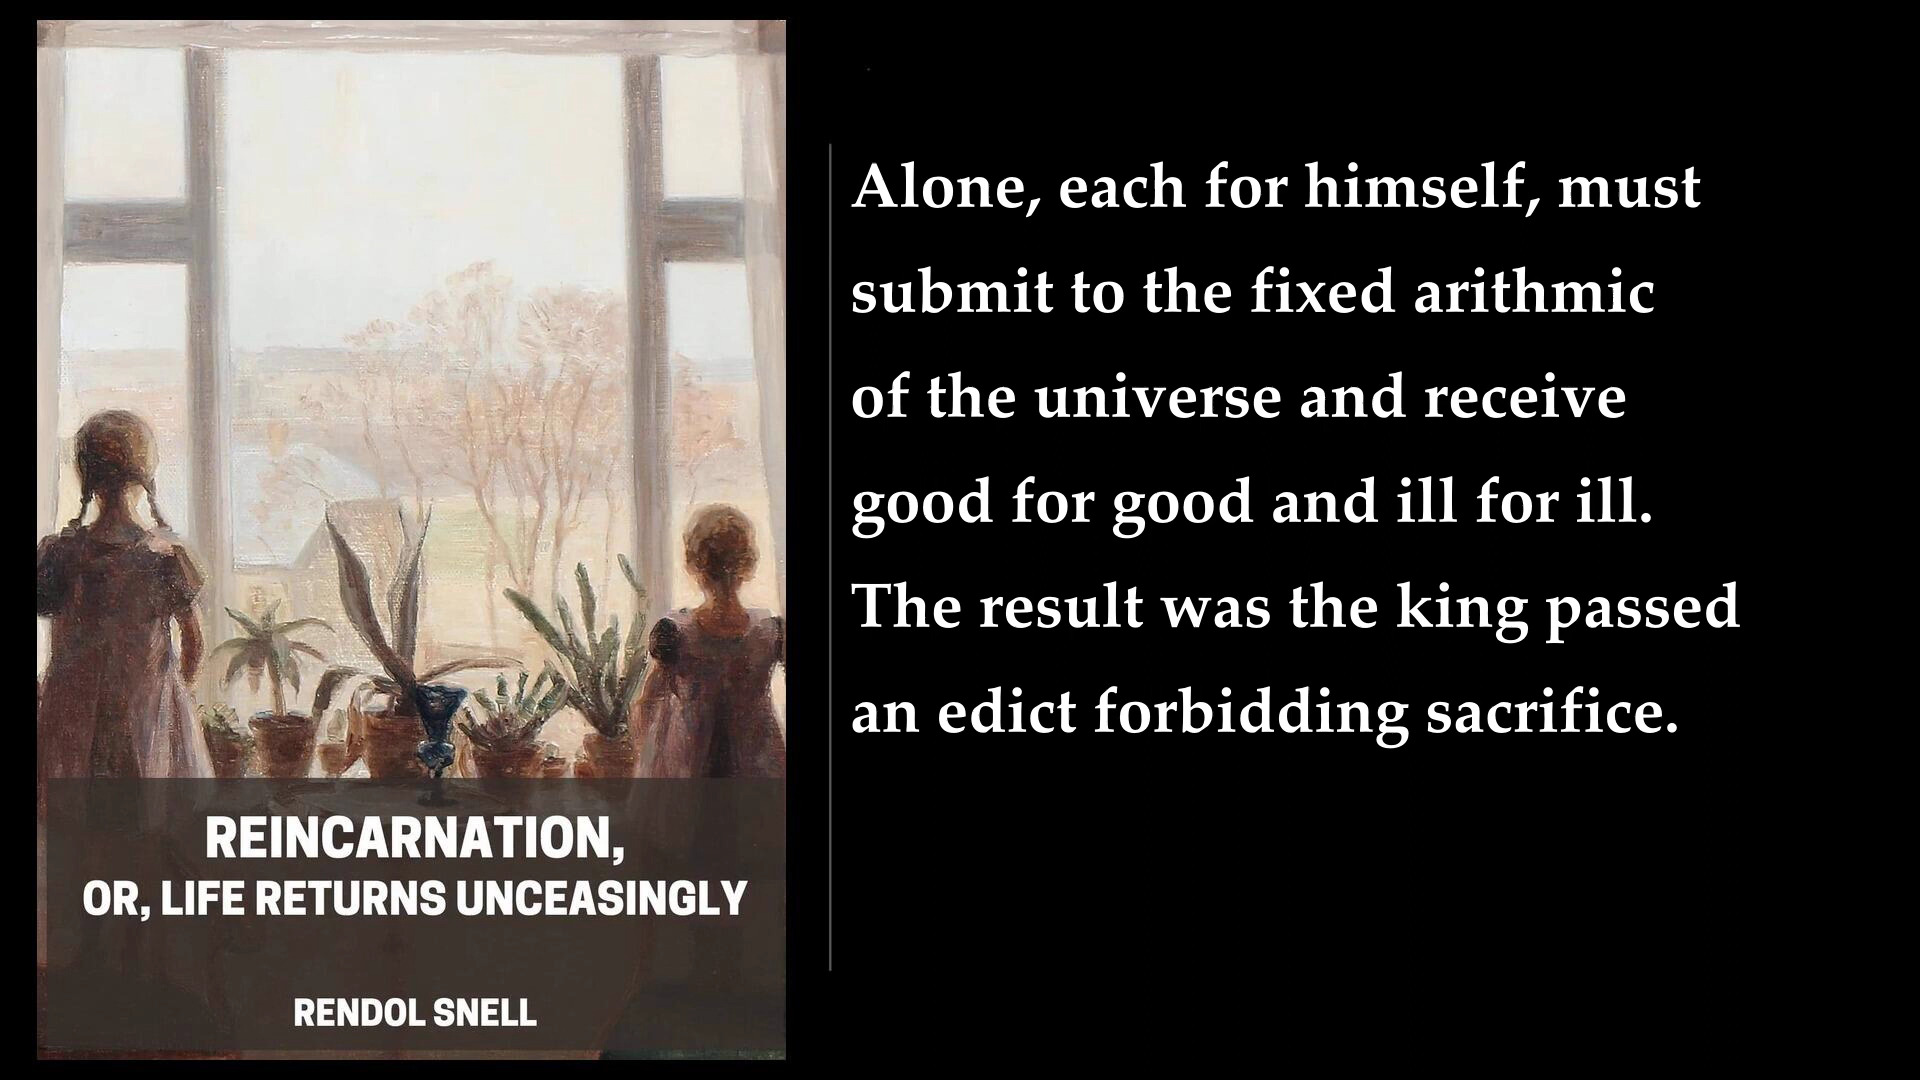 REINCARNATION,
OR, LIFE RETURNS UNCEASINGLY
RENDOL SNELL
Alone, each for himself, must
submit to the fixed arithmic
of the universe and receive
good for good and ill for ill.
The result was the king passed
an edict forbidding sacrifice.